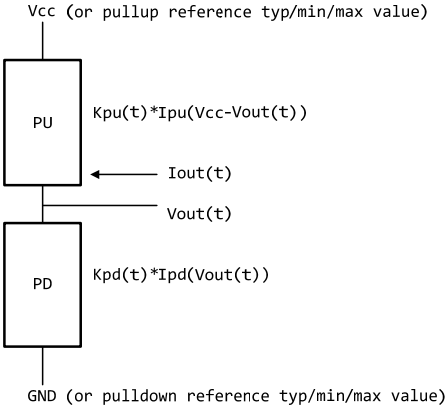 Vcc (or pullup reference typ/min/max value)
PU
Kpu(t)*Ipu(Vcc-Vout(t))
Iout(t)
Vout(t)
PD
Kpd(t)*Ipd(Vout(t))
GND (or pulldown reference typ/min/max value)